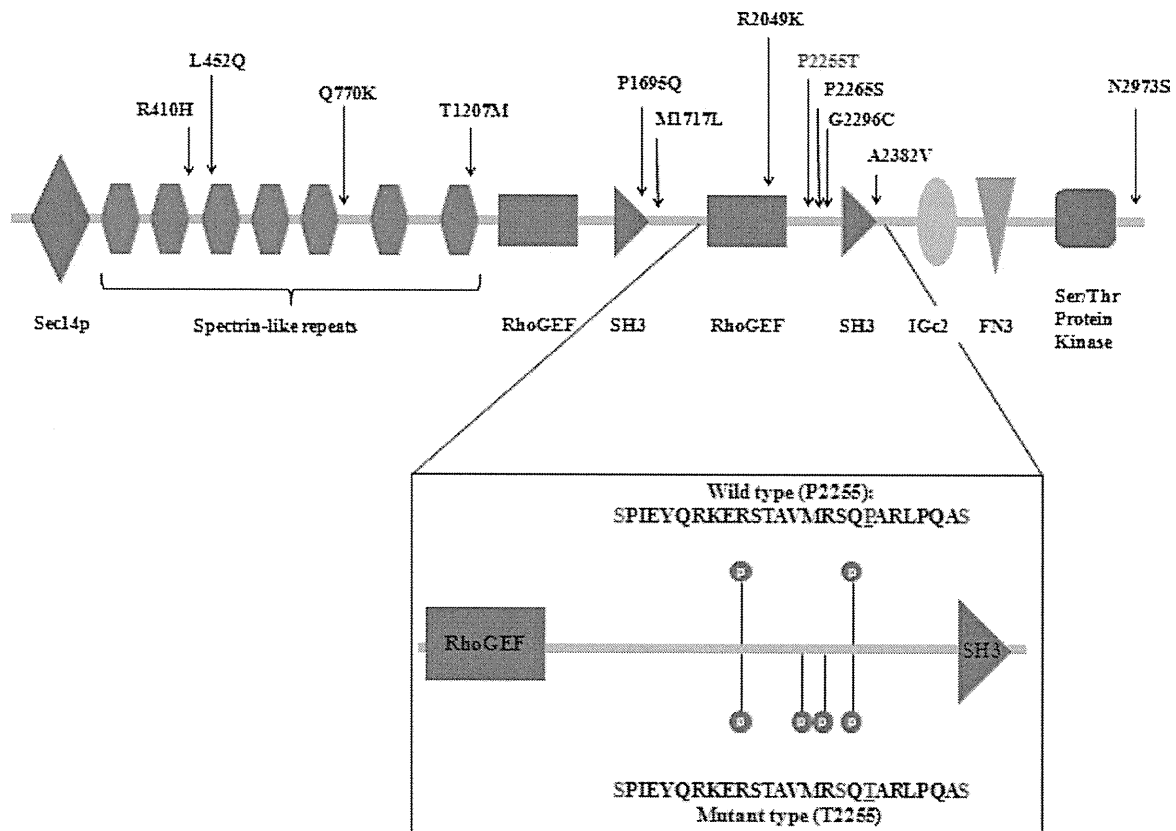 R2049K
L452Q
P2255T
P1695Q
P2265S
N2973S
Q770K
R410H
T1207M
M1717L
G2296C
A2382V
Sec14p
Spectrin-like repeats
RhoGEF
SH3
RhoGEF
SH3
IGc2
FN3
Ser/Thr
Protein
Kinase
Wild type (P2255):
SPIEYQRKERSTAVMRSQPARLPQAS
RhoGEF
SH3
SPIEYQRKERSTAVMRSQTARLPQAS
Mutant type (T2255)